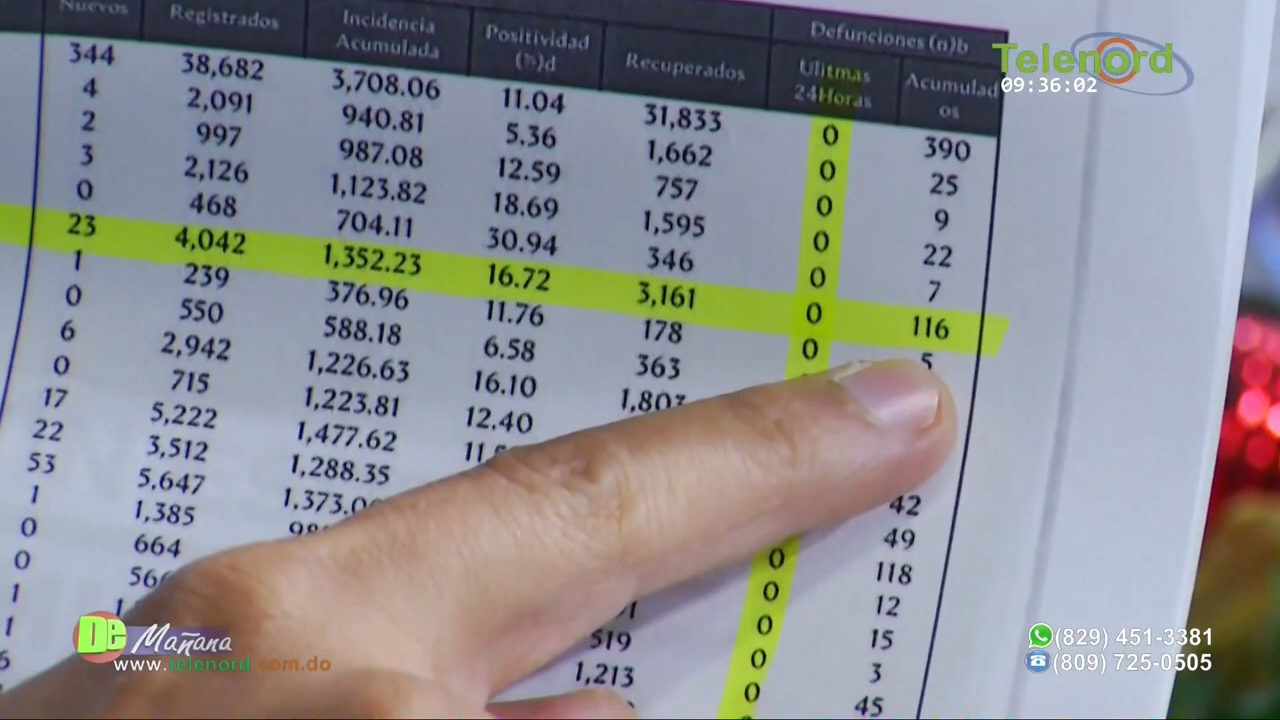 Nuevos Registrados Incidencia Acumulada Positividad (%)d Recuperados Defunciones (n)b
Ulitmas 24Horas Acumulad os
344 38,682 3,708.06 11.04 31,833 0 390
4 2,091 940.81 5.36 1,662 0 25
2 997 987.08 12.59 757 0 9
3 2,126 1,123.82 18.69 1,595 0 22
0 468 704.11 30.94 346 0 7
23 4,042 1,352.23 16.72 3,161 0 116
1 239 376.96 11.76 178 0 5
0 550 588.18 6.58 363
6 2,942 1,226.63 16.10
0 715 1,223.81 12.40
17 5,222 1,477.62 42
22 3,512 1,288.35 49
53 5,647 0 118
1 1,385 0 12
0 664 0 15
0 519 0 3
1 1,213 0 45
Telenord
09:36:02
De Mañana
www.telenord.com.do
(829) 451-3381
(809) 725-0505